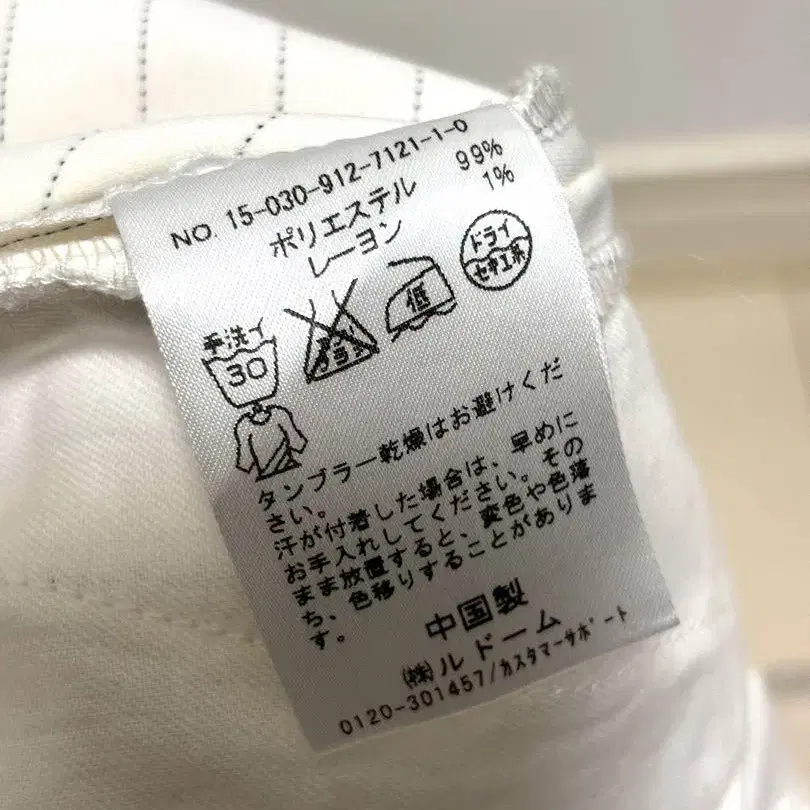 NO. 15-030-912-7121-1-0
ポリエステル 99%
レーヨン 1%
手洗イ
30
低
ドライ
セキユ系
タンブラー乾燥はお避けくだ
さい。
汗が付着した場合は、早めに
お手入れしてください。その
まま放置すると、変色や色落
ち、色移りすることがありま
す。
中国製
㈱ルドーム
0120-301457/カスタマーサポート